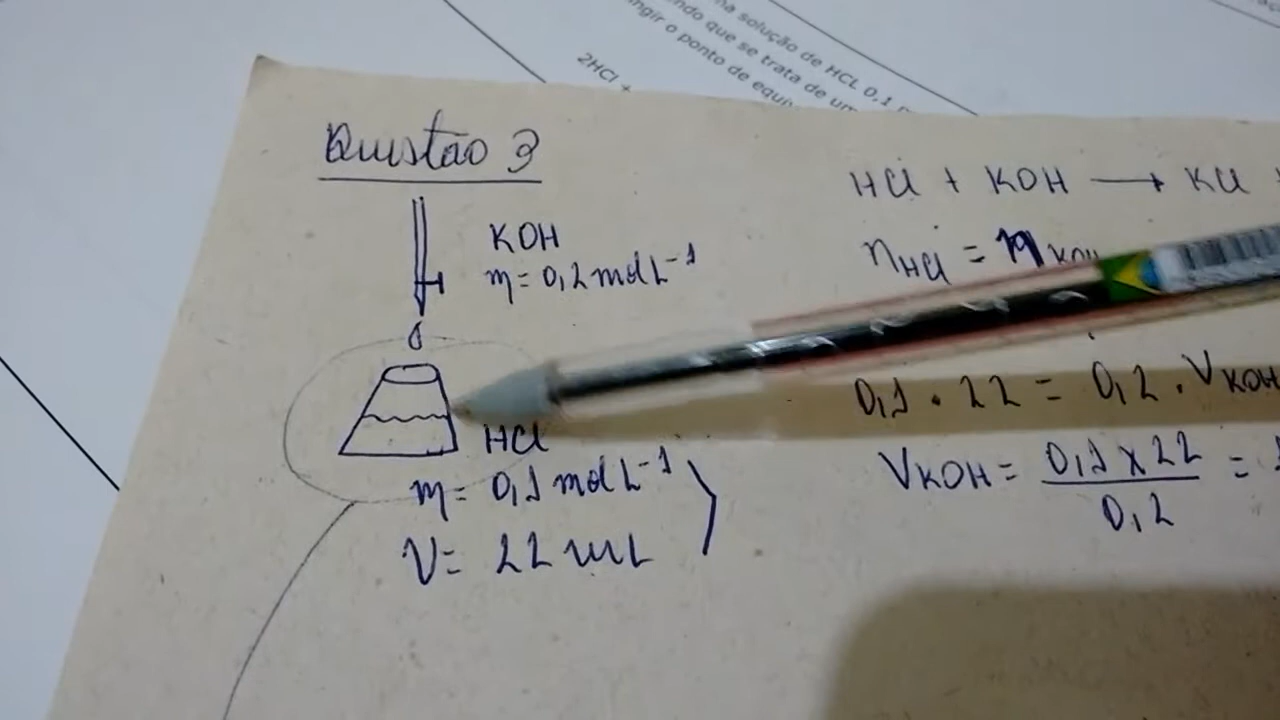 na solução de HCL 0,1
ndo que se trata de um
ngir o ponto de equi
2HCl +
Questão 3
KOH
m = 0,2 mol L⁻¹
HCl
m = 0,1 mol L⁻¹
V = 22 mL
HCl + KOH → KCl +
nHCl = nKOH
0,1 . 22 = 0,2 . VKOH
VKOH = 0,1 x 22 =
0,2